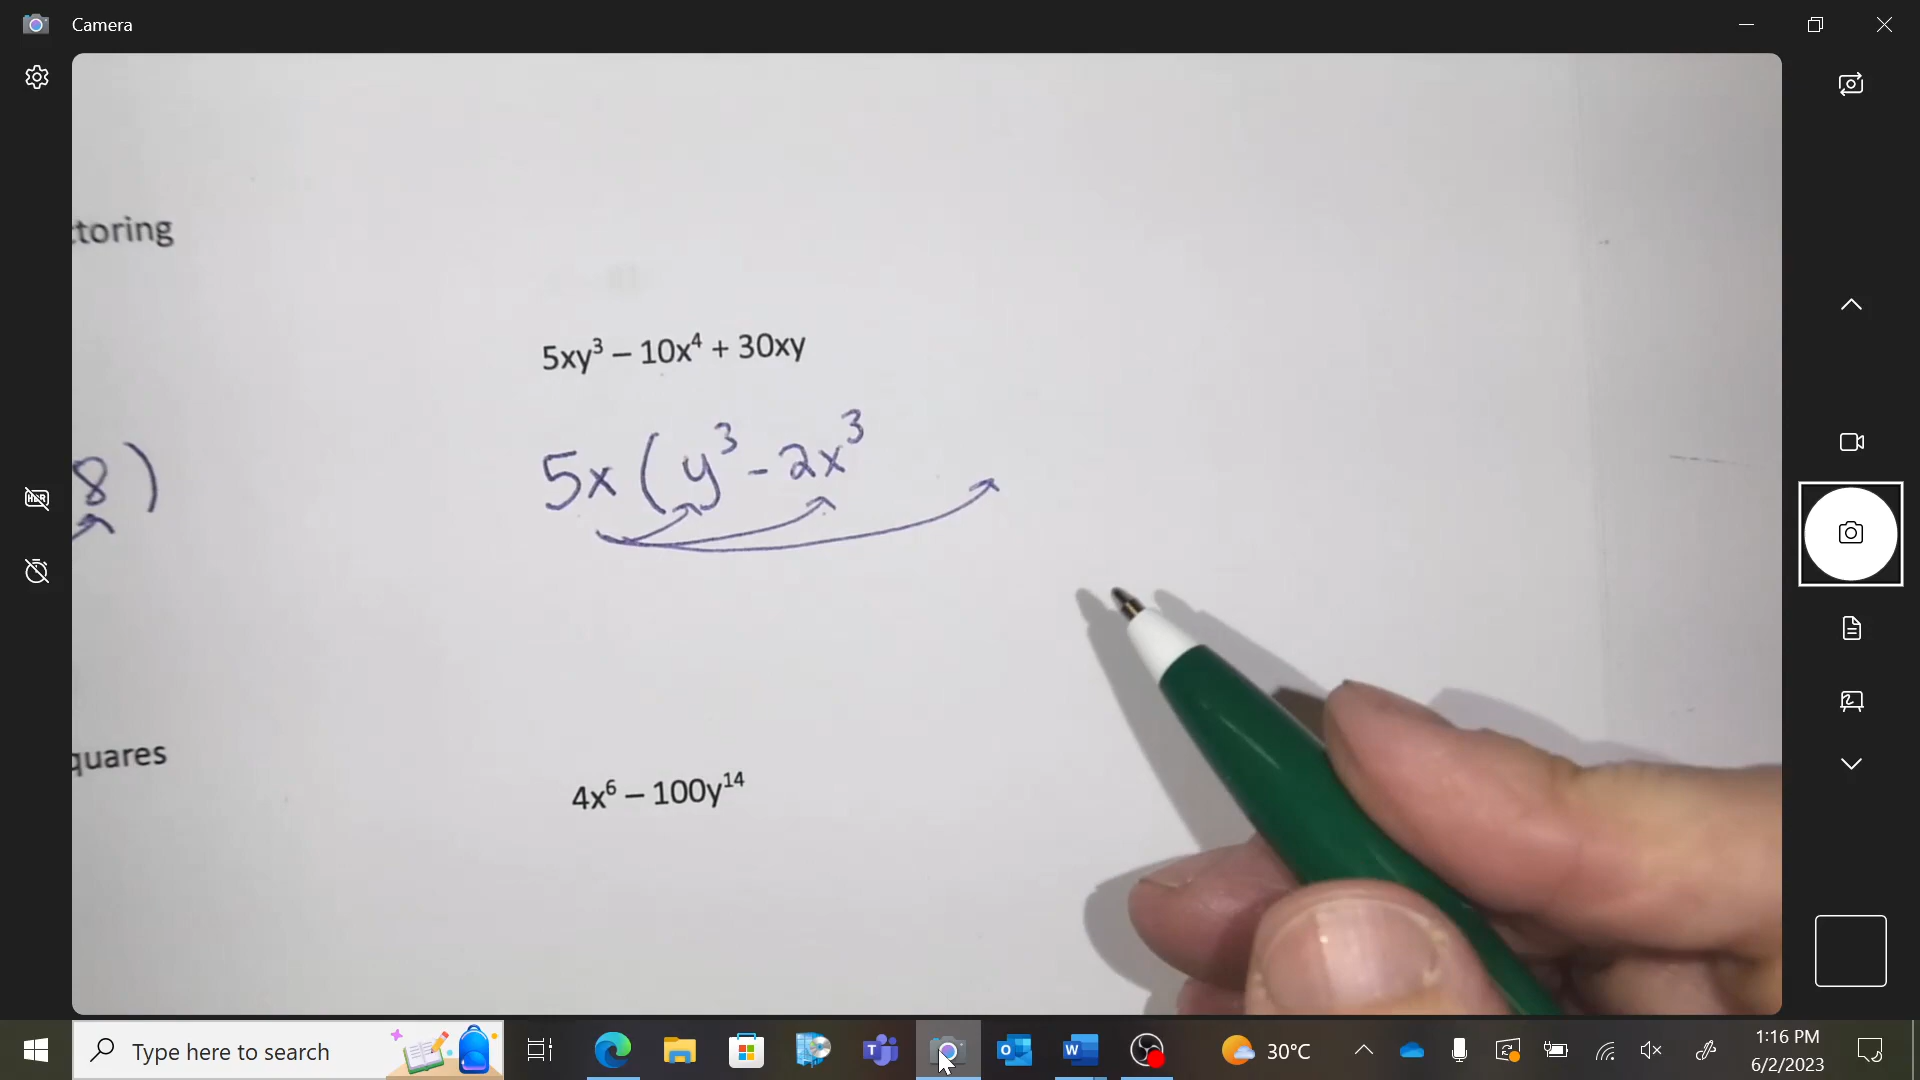 Camera
ctoring
5xy³ – 10x⁴ + 30xy
8)
5x(y³ - 2x³
quares
4x⁶ – 100y¹⁴
Type here to search
30°C
1:16 PM
6/2/2023